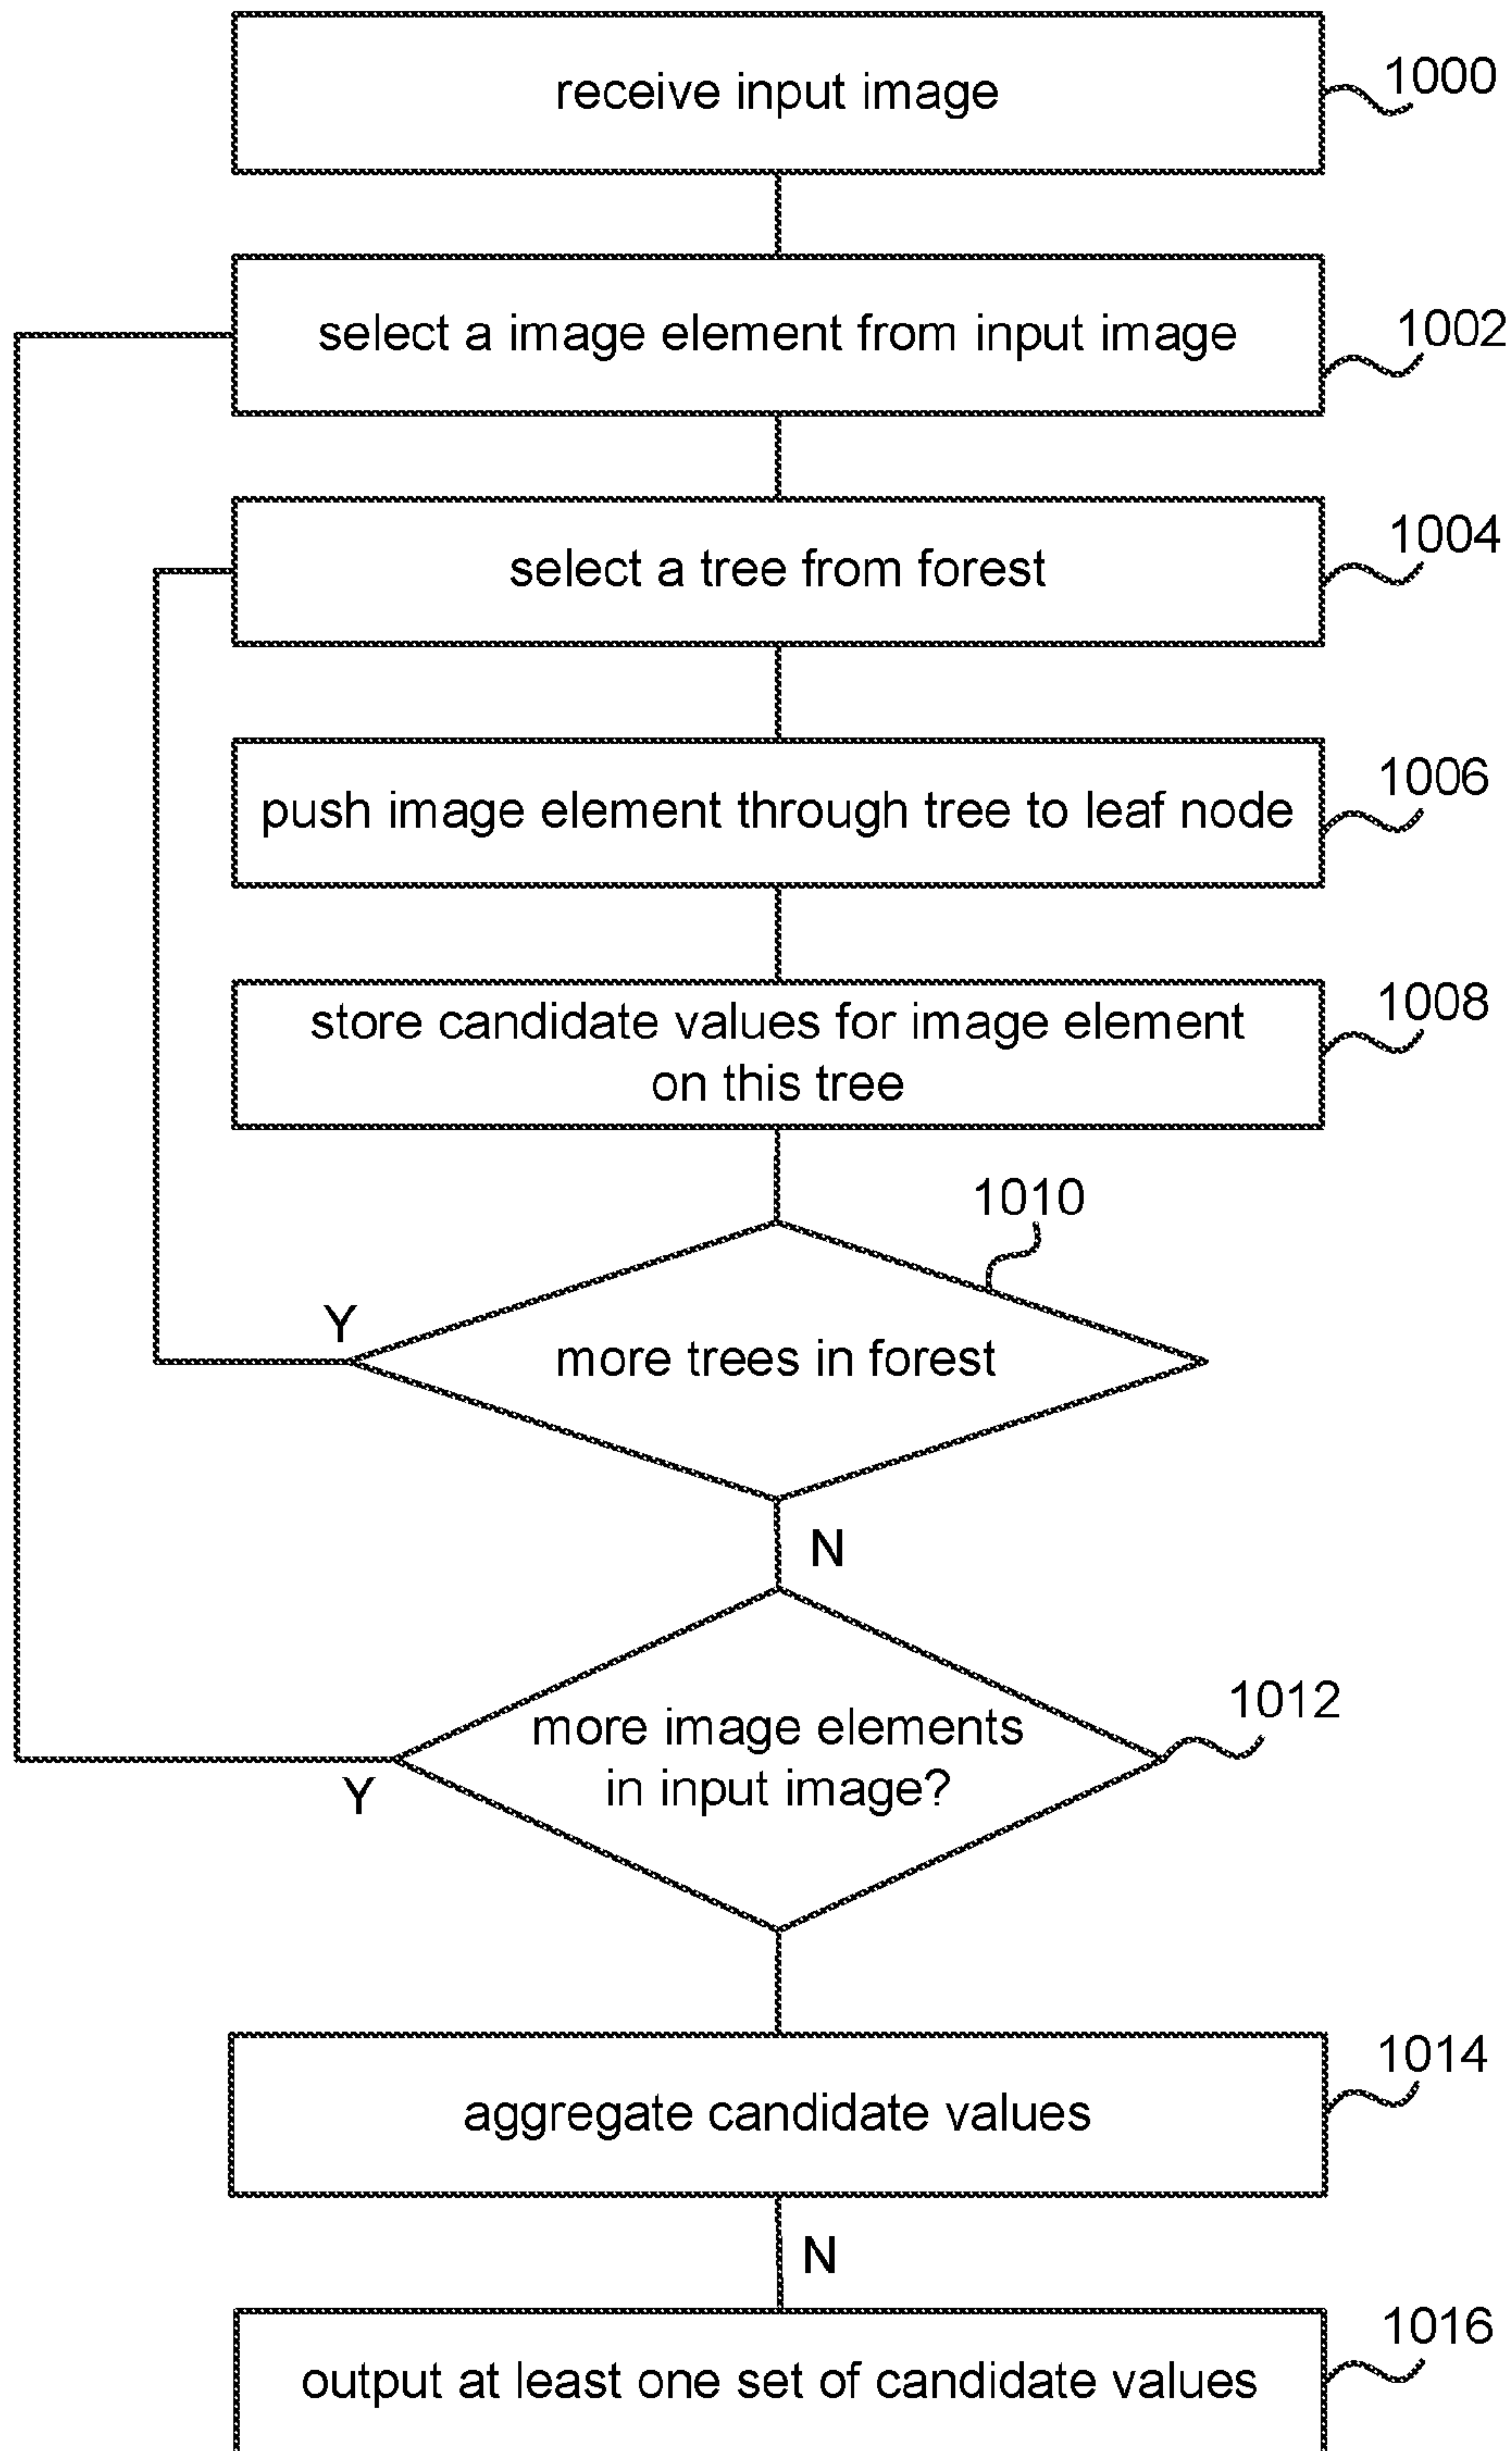 receive input image
1000
select a image element from input image
1002
select a tree from forest
1004
push image element through tree to leaf node
1006
store candidate values for image element
on this tree
1008
1010
Y
more trees in forest
N
more image elements
in input image?
1012
Y
aggregate candidate values
1014
N
output at least one set of candidate values
1016